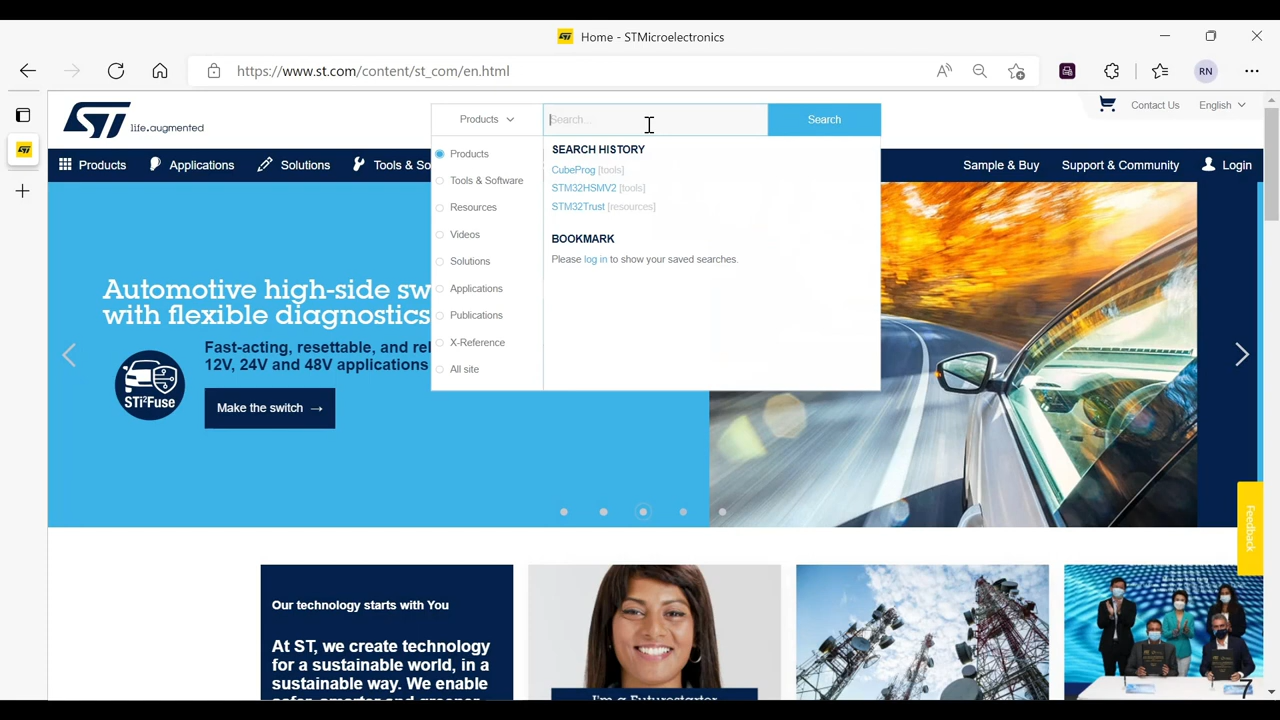 Home - STMicroelectronics
https://www.st.com/content/st_com/en.html
RN
ST life.augmented
Products
Search...
Search
Contact Us
English
Products
Applications
Solutions
Tools & So
Sample & Buy
Support & Community
Login
Products
Tools & Software
Resources
Videos
Solutions
Applications
Publications
X-Reference
All site
SEARCH HISTORY
CubeProg [tools]
STM32HSMV2 [tools]
STM32Trust [resources]
BOOKMARK
Please log in to show your saved searches.
Automotive high-side sw
with flexible diagnostics
Fast-acting, resettable, and rel
12V, 24V and 48V applications
STi²Fuse
Make the switch →
Feedback
Our technology starts with You
At ST, we create technology
for a sustainable world, in a
sustainable way. We enable
I'm a Futurestarter
7